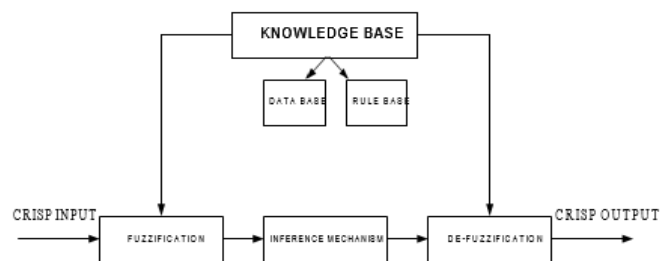 KNOWLEDGE BASE
DATA BASE
RULE BASE
CRISP INPUT
CRISP OUTPUT
FUZZIFICATION
INFERENCE MECHANISM
DE-FUZZIFICATION